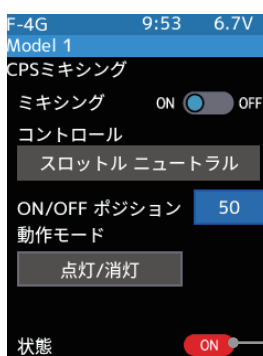 F-4G 9:53 6.7V
Model 1
CPSミキシング
ミキシング ON OFF
コントロール
スロットル ニュートラル
ON/OFF ポジション 50
動作モード
点灯/消灯
状態 ON